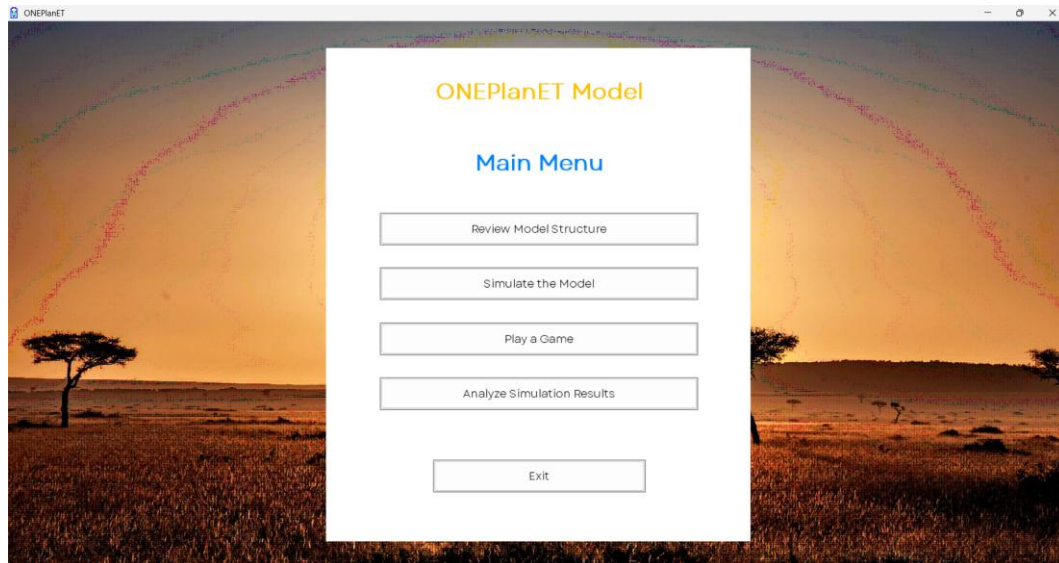 ONEPlanET
ONEPlanET Model
Main Menu
Review Model Structure
Simulate the Model
Play a Game
Analyze Simulation Results
Exit